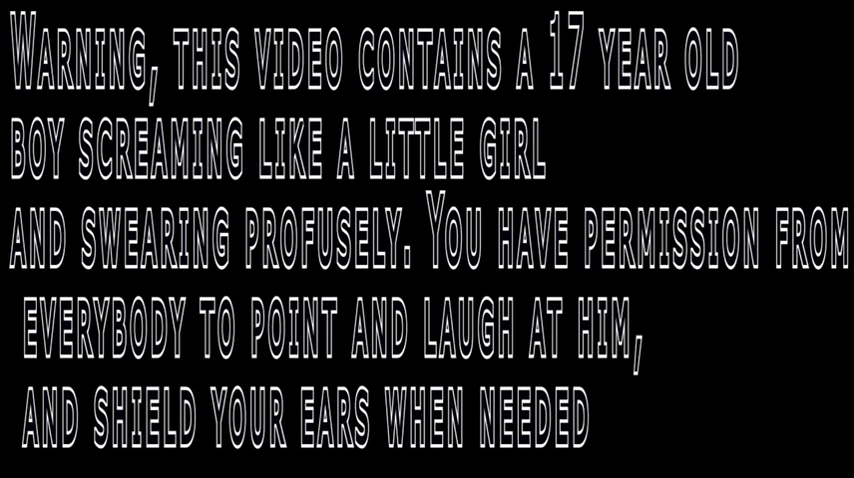 Warning, this video contains a 17 year old
boy screaming like a little girl
and swearing profusely. You have permission from
everybody to point and laugh at him,
and shield your ears when needed